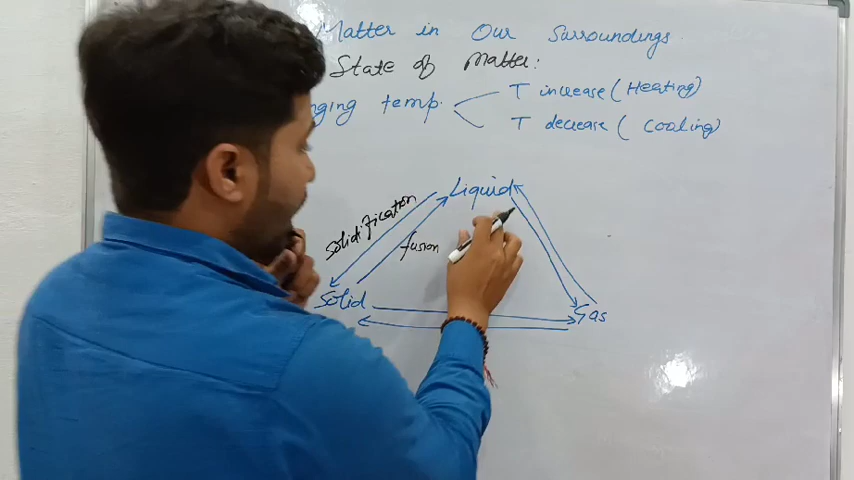 Matter in Our Surroundings
State of Matter:
nging temp.
T increase (Heating)
T decrease (Cooling)
Liquid
Solidification
fusion
Solid
Gas